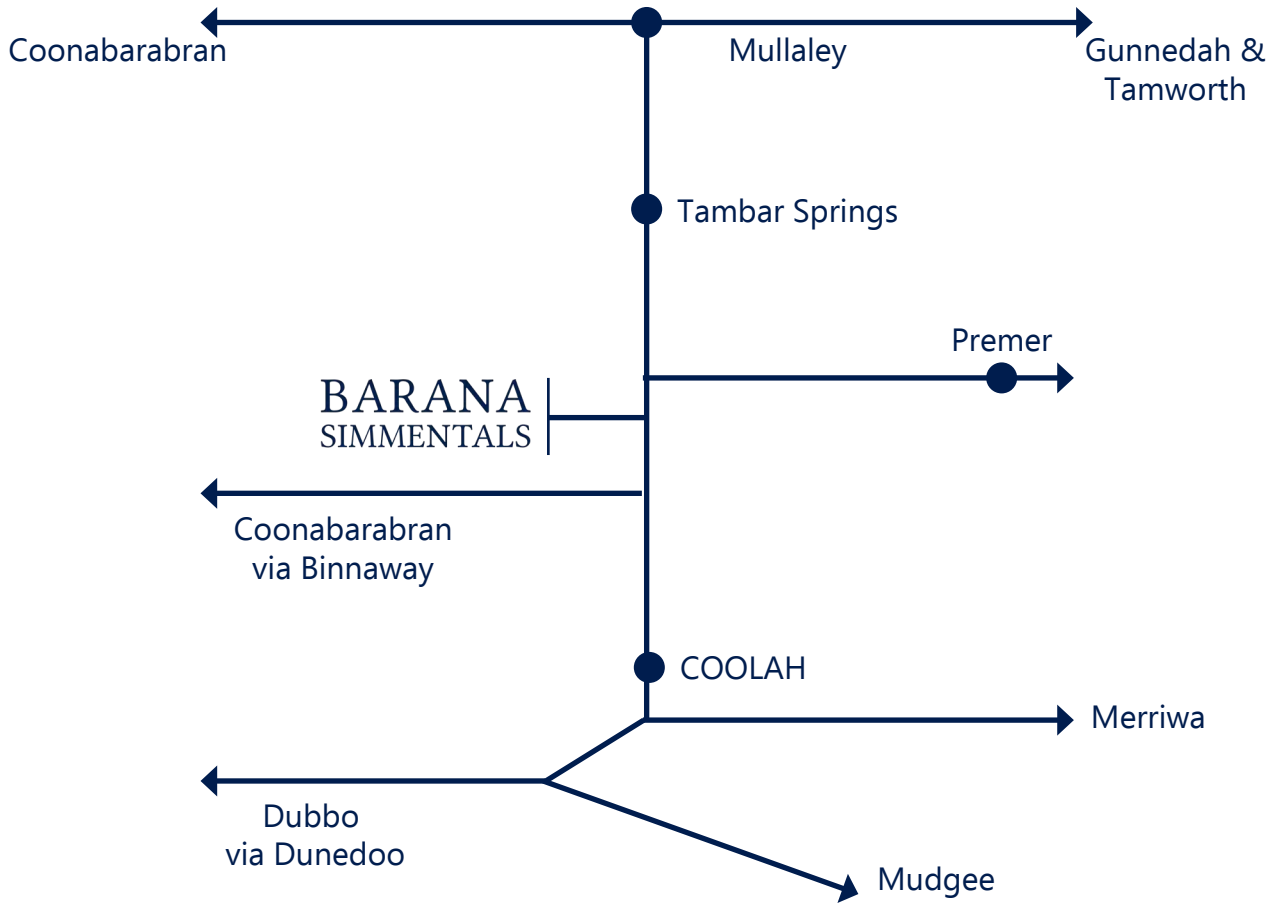 Coonabarabran
Mullaley
Gunnedah &
Tamworth
Tambar Springs
Premer
BARANA
SIMMENTALS
Coonabarabran
via Binnaway
COOLAH
Merriwa
Dubbo
via Dunedoo
Mudgee